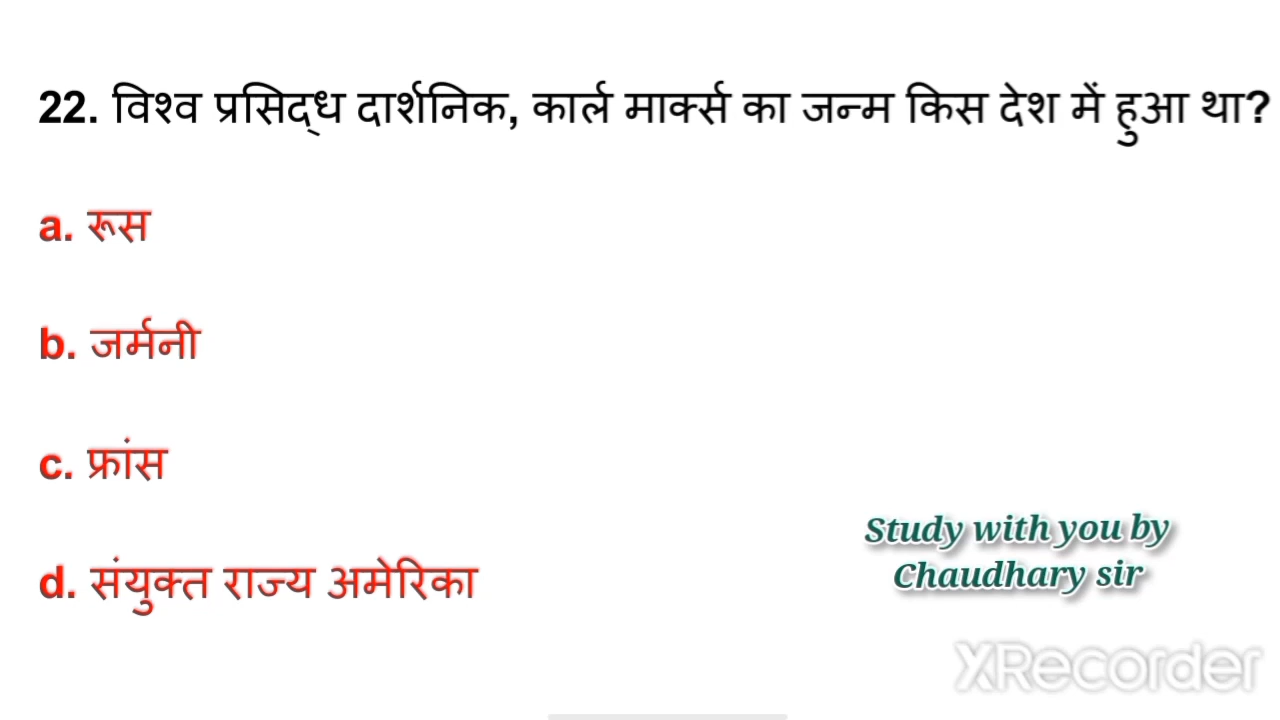 22. विश्व प्रसिद्ध दार्शनिक, कार्ल मार्क्स का जन्म किस देश में हुआ था?
a. रूस
b. जर्मनी
c. फ्रांस
d. संयुक्त राज्य अमेरिका
Study with you by
Chaudhary sir
XRecorder